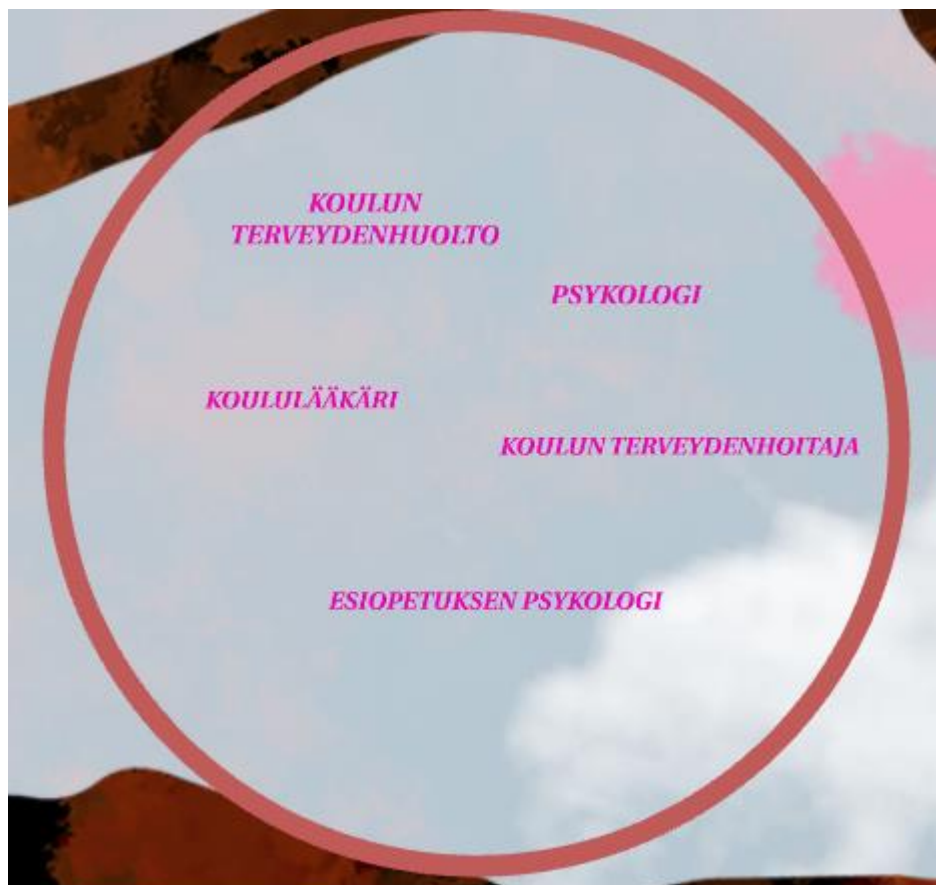 KOULUN
TERVEYDENHUOLTO
PSYKOLOGI
KOULULÄÄKÄRI
KOULUN TERVEYDENHOITAJA
ESIOPETUKSEN PSYKOLOGI